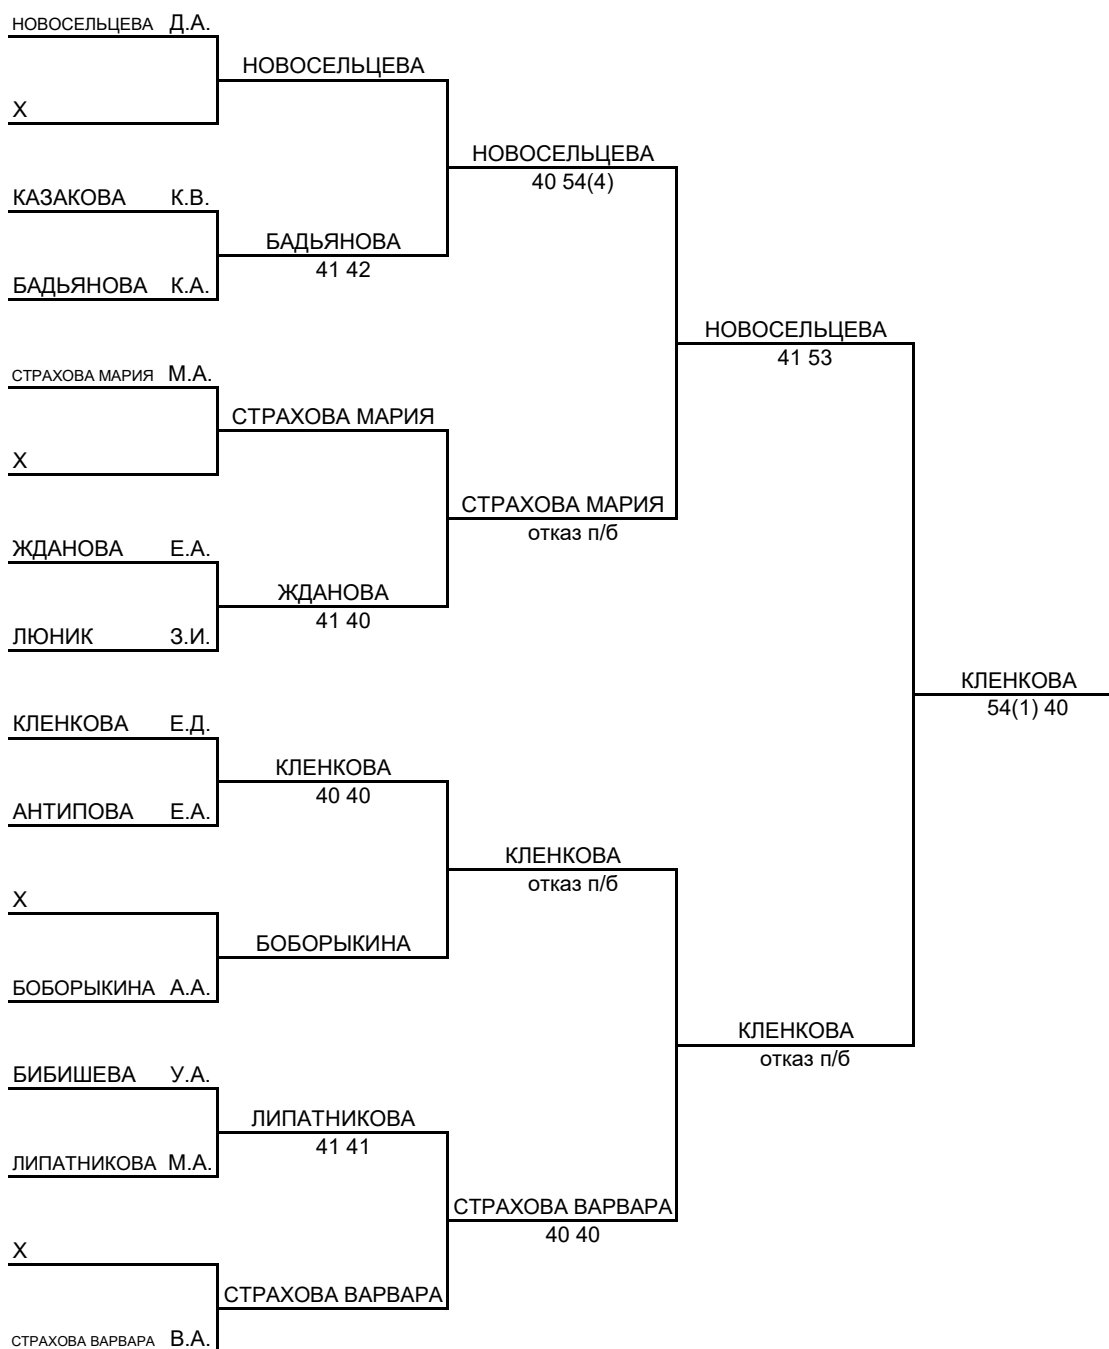 НОВОСЕЛЬЦЕВА Д.А.
НОВОСЕЛЬЦЕВА
X
НОВОСЕЛЬЦЕВА
40 54(4)
КАЗАКОВА К.В.
БАДЬЯНОВА
41 42
БАДЬЯНОВА К.А.
НОВОСЕЛЬЦЕВА
41 53
СТРАХОВА МАРИЯ М.А.
СТРАХОВА МАРИЯ
X
СТРАХОВА МАРИЯ
отказ п/б
ЖДАНОВА Е.А.
ЖДАНОВА
41 40
ЛЮНИК З.И.
КЛЕНКОВА
54(1) 40
КЛЕНКОВА Е.Д.
КЛЕНКОВА
40 40
АНТИПОВА Е.А.
КЛЕНКОВА
отказ п/б
X
БОБОРЫКИНА
БОБОРЫКИНА А.А.
КЛЕНКОВА
отказ п/б
БИБИШЕВА У.А.
ЛИПАТНИКОВА
41 41
ЛИПАТНИКОВА М.А.
СТРАХОВА ВАРВАРА
40 40
X
СТРАХОВА ВАРВАРА
СТРАХОВА ВАРВАРА В.А.